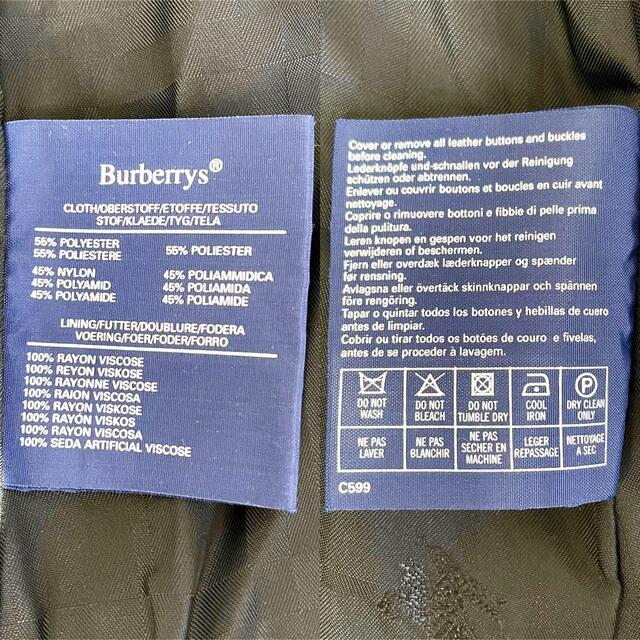 Burberrys®
CLOTH/OBERSTOFF/ETOFFE/TESSUTO
STOF/KLAEDE/TYG/TELA
55% POLYESTER 55% POLIESTER
55% POLIESTERE
45% NYLON 45% POLIAMMIDICA
45% POLYAMID 45% POLIAMIDA
45% POLYAMIDE 45% POLIAMIDE
LINING/FUTTER/DOUBLURE/FODERA
VOERING/FOER/FODER/FORRO
100% RAYON VISCOSE
100% REYON VISKOSE
100% RAYONNE VISCOSE
100% RAION VISCOSA
100% RAYON VISKOSE
100% RAYON VISKOS
100% RAYON VISCOSA
100% SEDA ARTIFICIAL VISCOSE
Cover or remove all leather buttons and buckles
before cleaning.
Lederknöpfe und-schnallen vor der Reinigung
schützen oder abtrennen.
Enlever ou couvrir boutons et boucles en cuir avant
nettoyage.
Coprire o rimuovere bottoni e fibbie di pelle prima
della pulitura.
Leren knopen en gespen voor het reinigen
verwijderen of beschermen.
Fjern eller overdæk læderknapper og spænder
før rensning.
Avlagsna eller övertäck skinnknappar och spännen
före rengöring.
Tapar o quintar todos los botones y hebillas de cuero
antes de limpiar.
Cobrir ou tirar todos os botões de couro e fivelas,
antes de se proceder à lavagem.
DO NOT WASH DO NOT BLEACH DO NOT TUMBLE DRY COOL IRON P DRY CLEAN ONLY
NE PAS LAVER NE PAS BLANCHIR NE PAS SECHER EN MACHINE LEGER REPASSAGE NETTOYAGE A SEC
C599